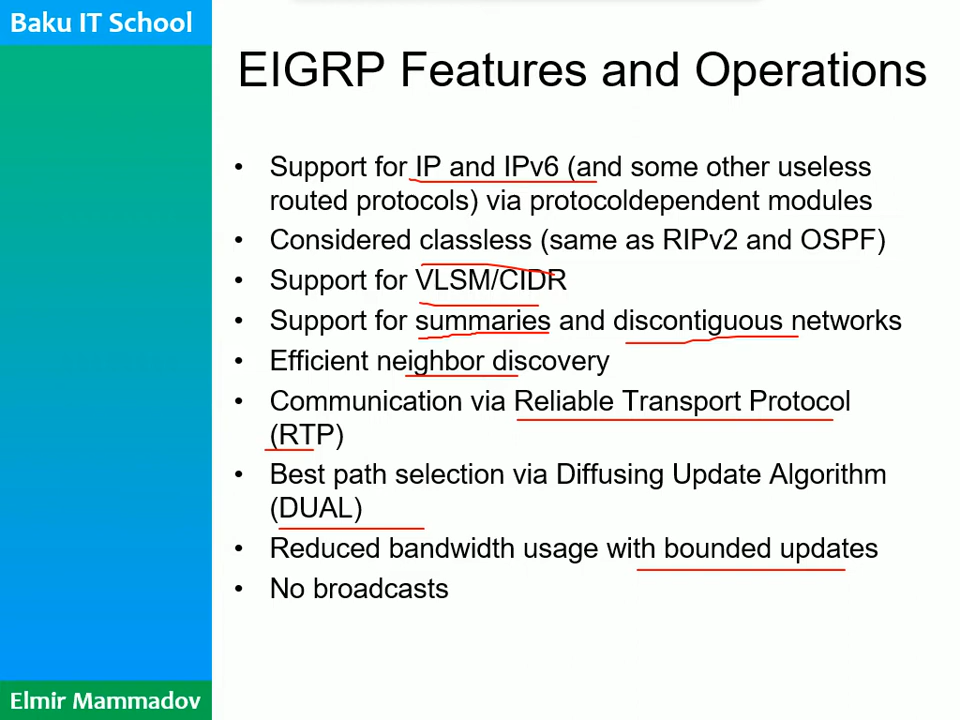 Baku IT School
EIGRP Features and Operations
• Support for IP and IPv6 (and some other useless
routed protocols) via protocoldependent modules
• Considered classless (same as RIPv2 and OSPF)
• Support for VLSM/CIDR
• Support for summaries and discontiguous networks
• Efficient neighbor discovery
• Communication via Reliable Transport Protocol
(RTP)
• Best path selection via Diffusing Update Algorithm
(DUAL)
• Reduced bandwidth usage with bounded updates
• No broadcasts
Elmir Mammadov